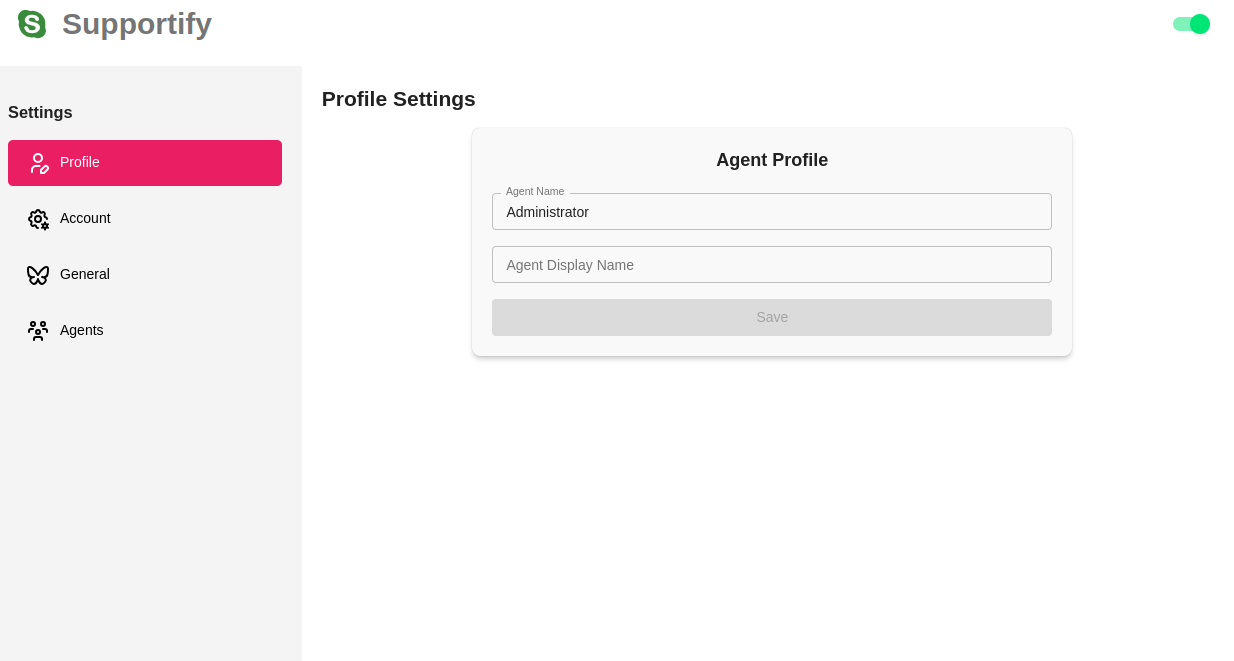 Supportify
Settings
Profile
Account
General
Agents
Profile Settings
Agent Profile
Agent Name
Administrator
Agent Display Name
Save